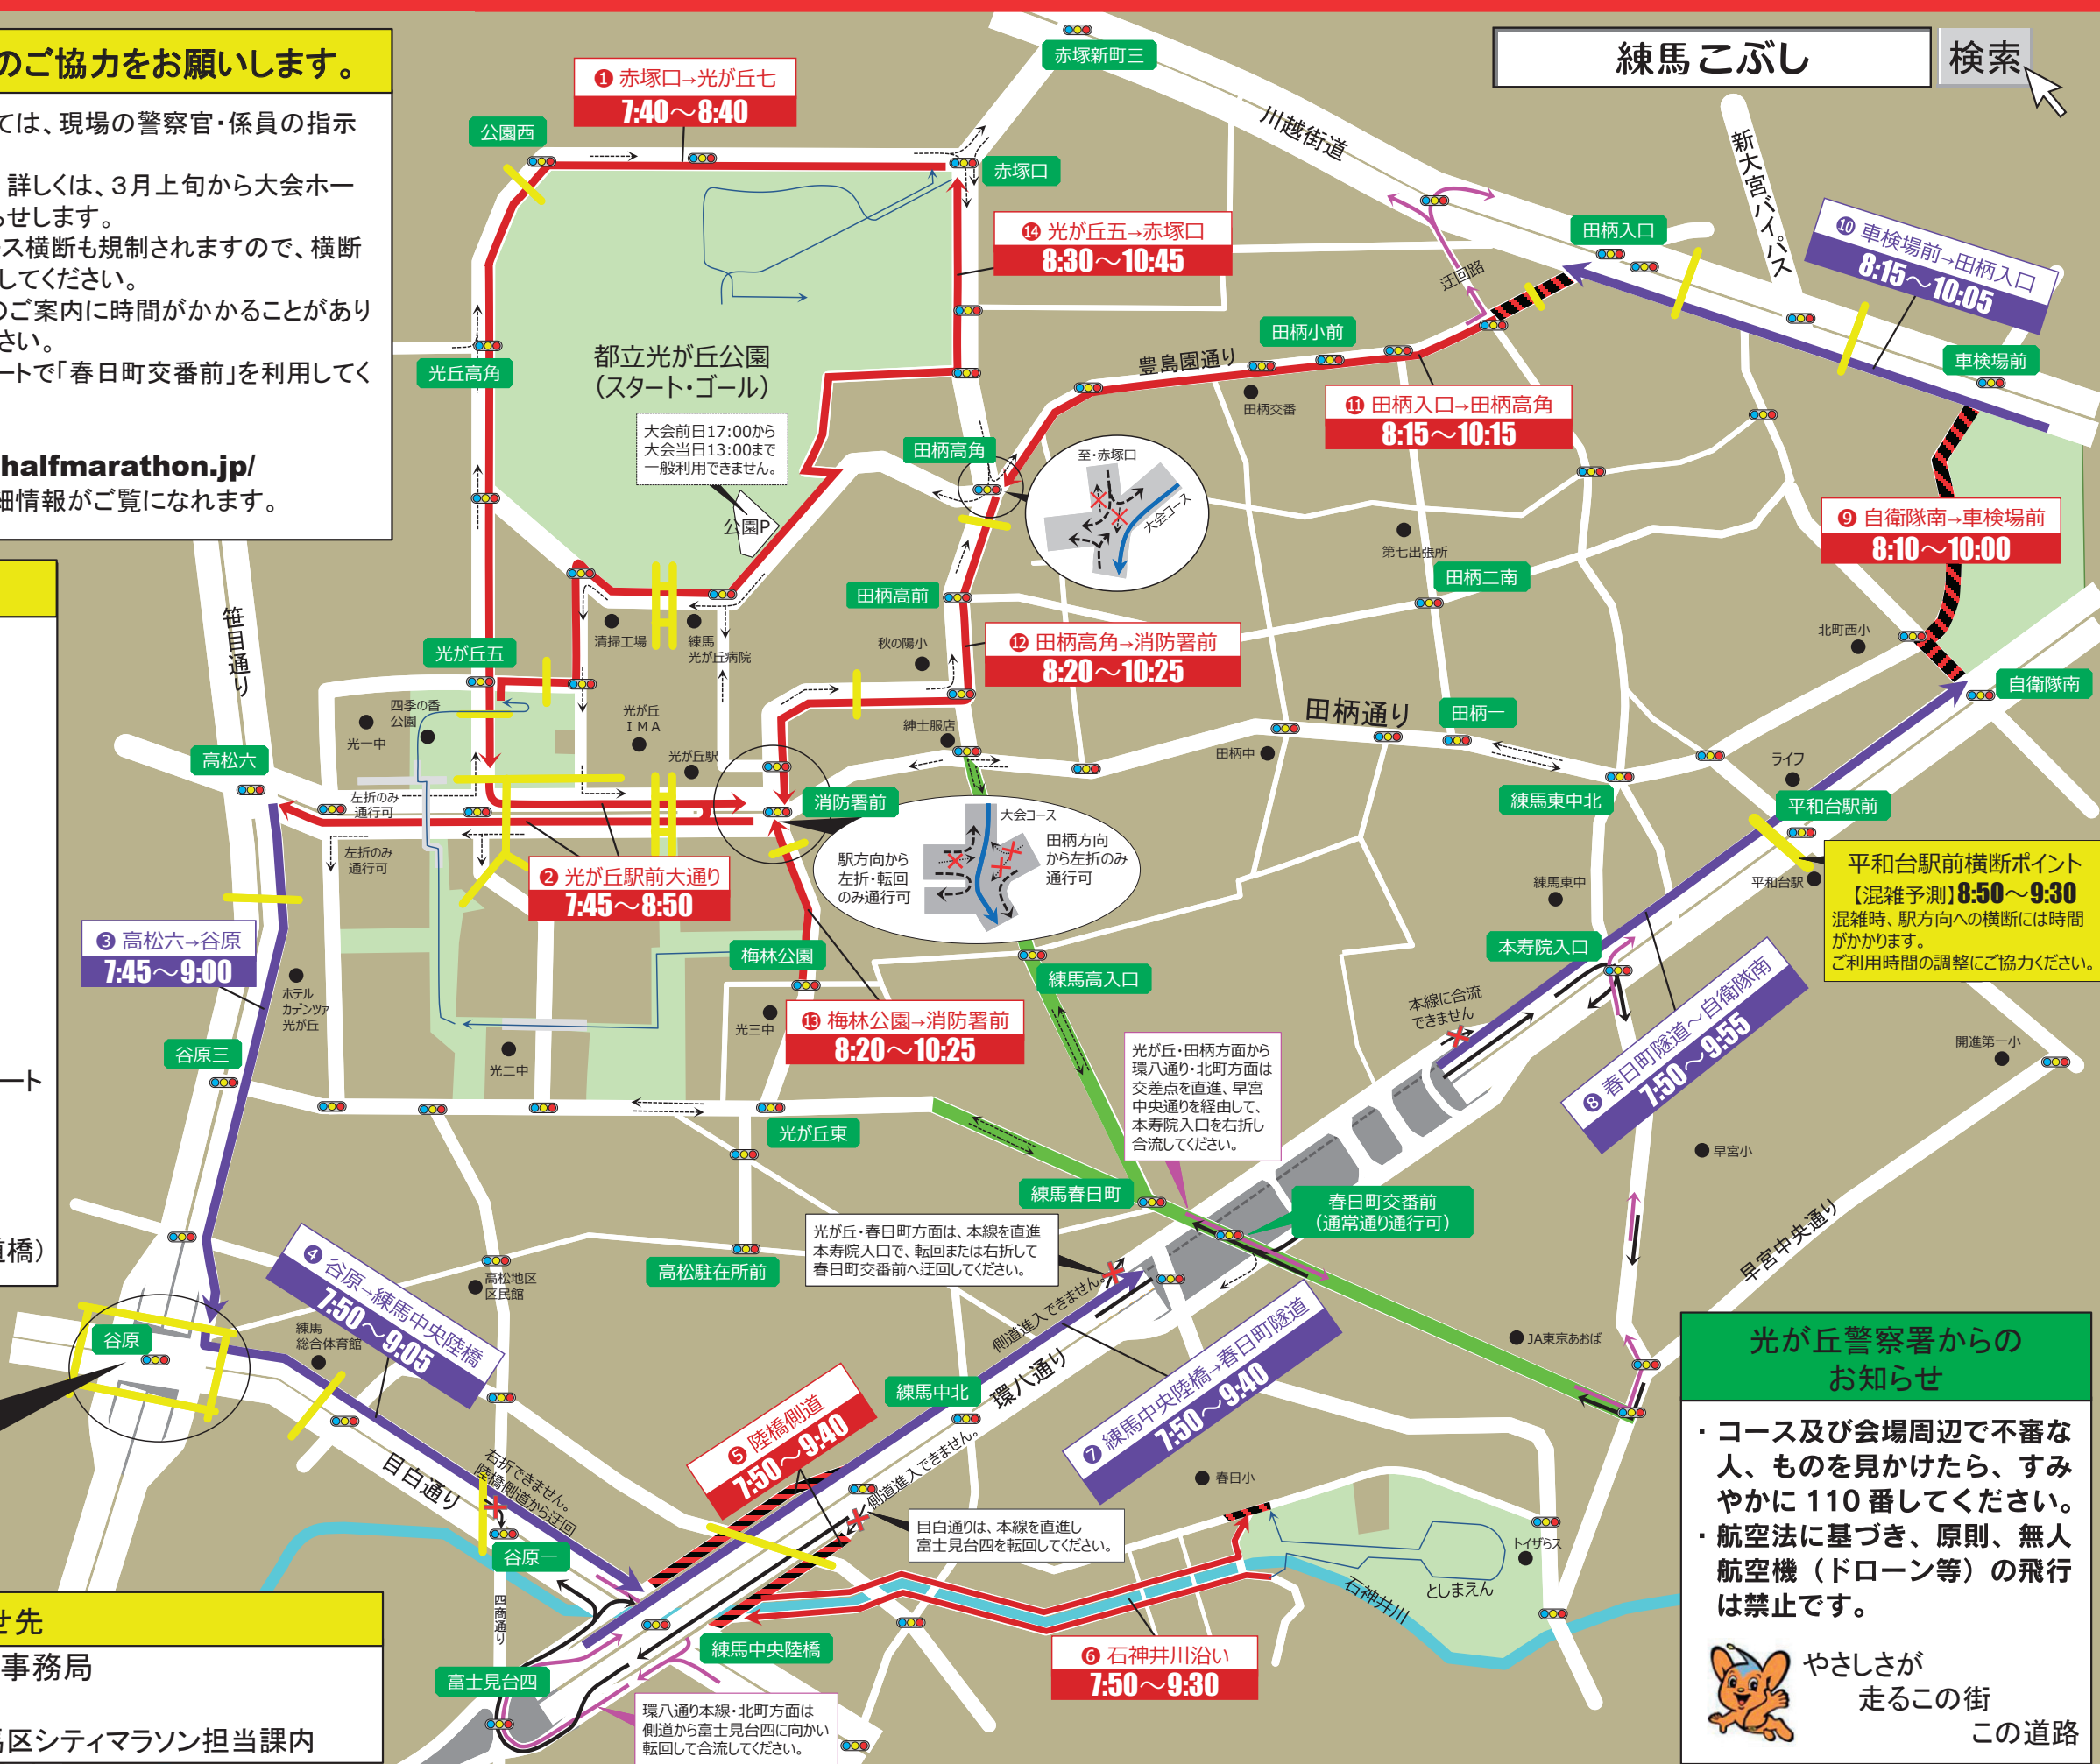 のご協力をお願いします。
ては、現場の警察官・係員の指示
詳しくは、3月上旬から大会ホー
らせします。
ース横断も規制されますので、横断
してください。
のご案内に時間がかかることがあり
さい。
ートで「春日町交番前」を利用してく
halfmarathon.jp/
細情報がご覧になれます。
練馬こぶし
検索
❶ 赤塚口→光が丘七
7:40～8:40
赤塚新町三
公園西
赤塚口
川越街道
新大宮バイパス
⓮ 光が丘五→赤塚口
8:30～10:45
田柄入口
❿ 車検場前→田柄入口
8:15～10:05
迂回路
光丘高角
都立光が丘公園
（スタート・ゴール）
田柄小前
豊島園通り
車検場前
田柄交番
⓫ 田柄入口→田柄高角
8:15～10:15
大会前日17:00から
大会当日13:00まで
一般利用できません。
公園P
田柄高角
至・赤塚口
大会コース
第七出張所
❾ 自衛隊南→車検場前
8:10～10:00
田柄二南
田柄高前
笹目通り
清掃工場
練馬
光が丘病院
秋の陽小
⓬ 田柄高角→消防署前
8:20～10:25
北町西小
光が丘五
自衛隊南
四季の香
公園
光一中
光が丘
ＩＭＡ
紳士服店
田柄通り
田柄一
田柄中
高松六
光が丘駅
ライフ
左折のみ
通行可
消防署前
練馬東中北
平和台駅前
大会コース
駅方向から
左折・転回
のみ通行可
田柄方向
から左折のみ
通行可
左折のみ
通行可
❷ 光が丘駅前大通り
7:45～8:50
練馬東中
平和台駅
平和台駅前横断ポイント
【混雑予測】8:50～9:30
混雑時、駅方向への横断には時間
がかかります。
ご利用時間の調整にご協力ください。
❸ 高松六→谷原
7:45～9:00
梅林公園
本寿院入口
練馬高入口
ホテル
カデンツァ
光が丘
光三中
⓭ 梅林公園→消防署前
8:20～10:25
本線に合流
できません
❽ 春日町隧道～自衛隊南
7:50～9:55
谷原三
光二中
開進第一小
光が丘・田柄方面から
環八通り・北町方面は
交差点を直進、早宮
中央通りを経由して、
本寿院入口を右折し
合流してください。
ート
光が丘東
早宮小
練馬春日町
春日町交番前
（通常通り通行可）
道橋）
光が丘・春日町方面は、本線を直進
本寿院入口で、転回または右折して
春日町交番前へ迂回してください。
早宮中央通り
❹ 谷原→練馬中央陸橋
7:50～9:05
高松地区
区民館
高松駐在所前
側道進入できません。
谷原
練馬
総合体育館
❼ 練馬中央陸橋→春日町隧道
7:50～9:40
JA東京あおば
環八通り
練馬中北
❺ 陸橋側道
7:50～9:40
目白通り
右折できません。
陸橋側道から迂回
側道進入できません。
春日小
目白通りは、本線を直進し
富士見台四を転回してください。
谷原一
トイザらス
としまえん
石神井川
四商通り
練馬中央陸橋
❻ 石神井川沿い
7:50～9:30
富士見台四
環八通り本線・北町方面は
側道から富士見台四に向かい
転回して合流してください。
せ先
事務局
馬区シティマラソン担当課内
光が丘警察署からの
お知らせ
・コース及び会場周辺で不審な
人、ものを見かけたら、すみ
やかに 110 番してください。
・航空法に基づき、原則、無人
航空機（ドローン等）の飛行
は禁止です。
やさしさが
走るこの街
この道路